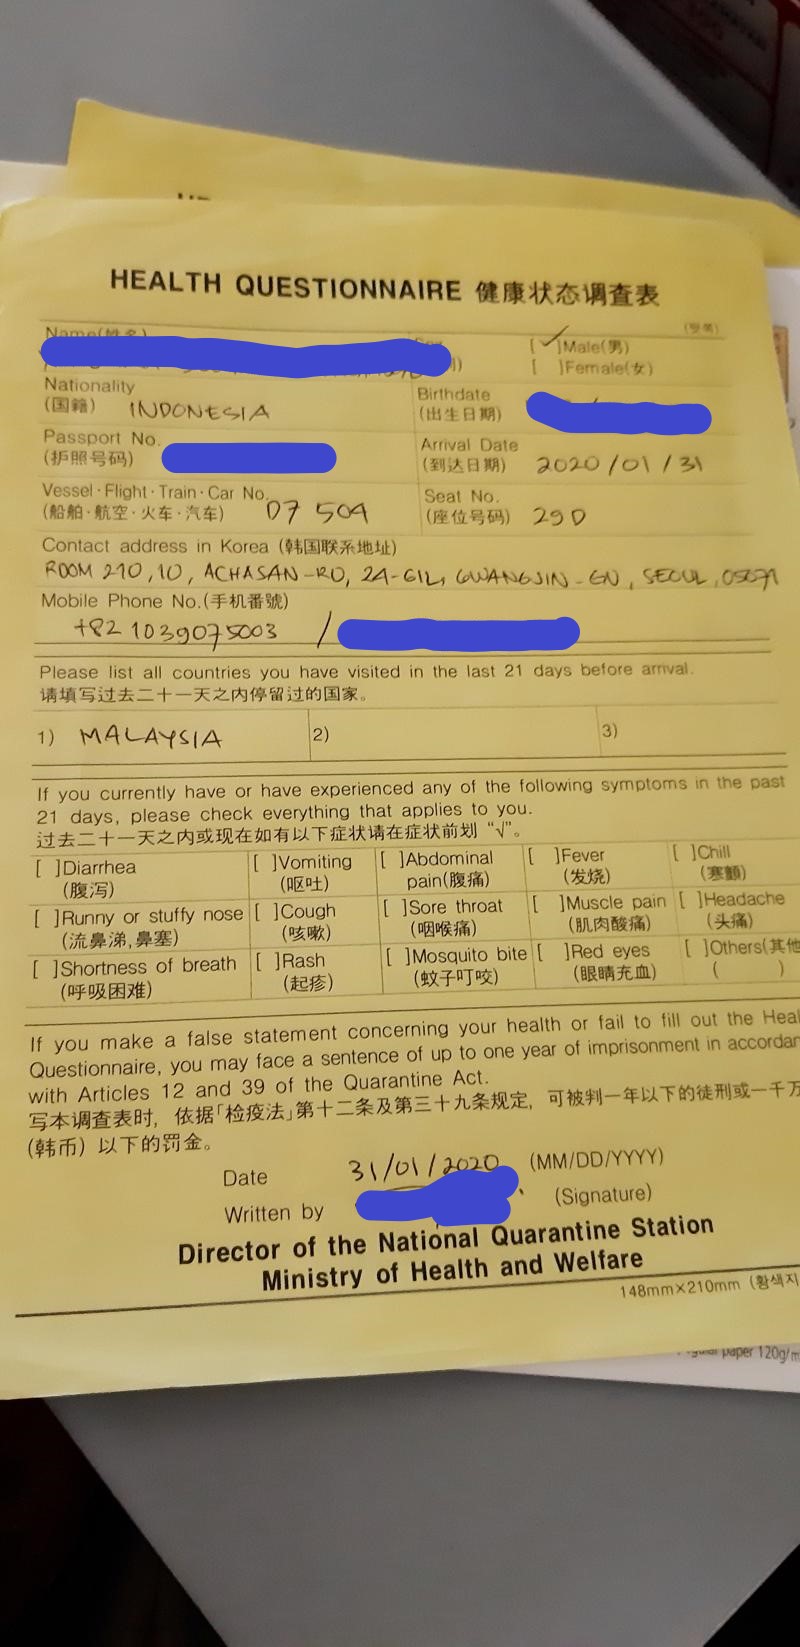 HEALTH QUESTIONNAIRE 健康状态调查表
(뒷쪽)
Name(姓名)
[✓]Male(男)
[ ]Female(女)
Nationality
(国籍) INDONESIA
Birthdate
(出生日期)
Passport No.
(护照号码)
Arrival Date
(到达日期) 2020/01/31
Vessel·Flight·Train·Car No.
(船舶·航空·火车·汽车) D7 504
Seat No.
(座位号码) 29D
Contact address in Korea (韩国联系地址)
ROOM 210, 10, ACHASAN-RO, 24-GIL, GWANGJIN-GU, SEOUL, 05071
Mobile Phone No.(手机番號)
+82 1039075003 /
Please list all countries you have visited in the last 21 days before arrival.
请填写过去二十一天之内停留过的国家。
1) MALAYSIA 2) 3)
If you currently have or have experienced any of the following symptoms in the past
21 days, please check everything that applies to you.
过去二十一天之内或现在如有以下症状请在症状前划 “√”。
[ ]Diarrhea [ ]Vomiting [ ]Abdominal [ ]Fever [ ]Chill
(腹泻) (呕吐) pain(腹痛) (发烧) (寒颤)
[ ]Runny or stuffy nose [ ]Cough [ ]Sore throat [ ]Muscle pain [ ]Headache
(流鼻涕,鼻塞) (咳嗽) (咽喉痛) (肌肉酸痛) (头痛)
[ ]Shortness of breath [ ]Rash [ ]Mosquito bite [ ]Red eyes [ ]Others(其他
(呼吸困难) (起疹) (蚊子叮咬) (眼睛充血) ( )
If you make a false statement concerning your health or fail to fill out the Heal
Questionnaire, you may face a sentence of up to one year of imprisonment in accordan
with Articles 12 and 39 of the Quarantine Act.
写本调查表时, 依据「检疫法」第十二条及第三十九条规定, 可被判一年以下的徒刑或一千万
(韩币) 以下的罚金。
Date 31/01/2020 (MM/DD/YYYY)
Written by (Signature)
Director of the National Quarantine Station
Ministry of Health and Welfare
148mm×210mm (황색지
paper 120g/m